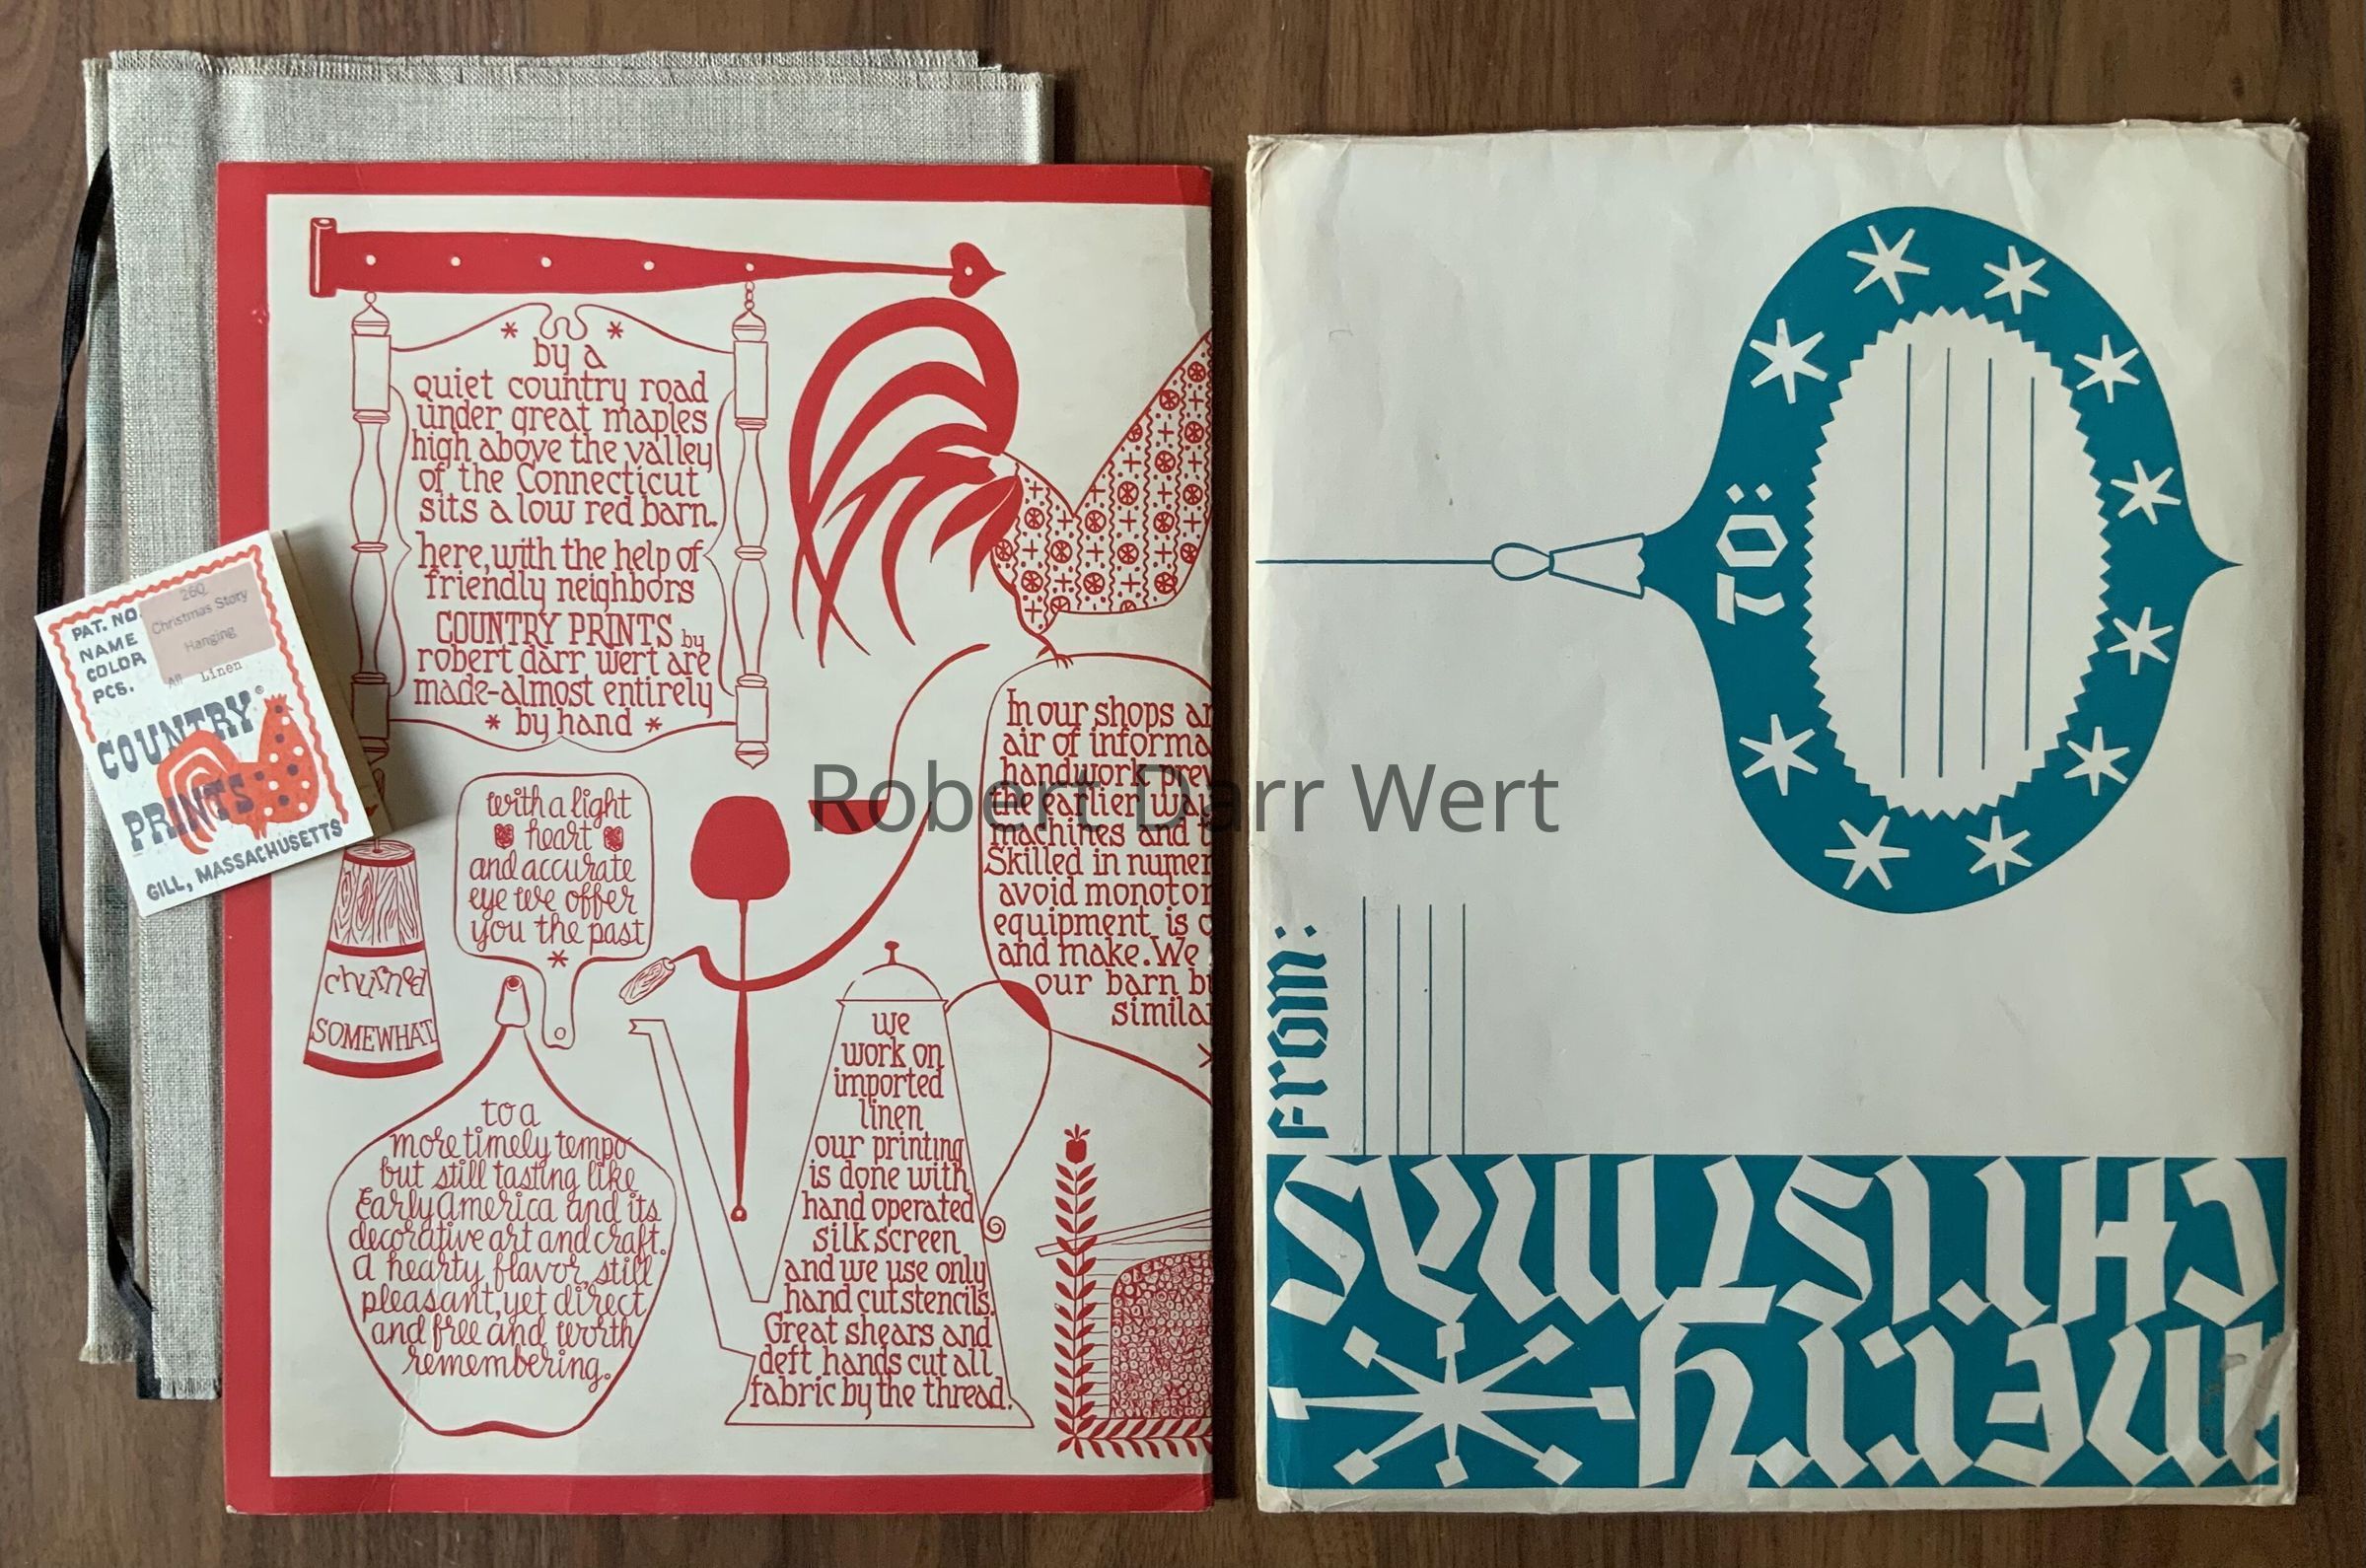 by a
quiet country road
under great maples
high above the valley
of the Connecticut
sits a low red barn.
here, with the help of
friendly neighbors
COUNTRY PRINTS by
robert darr wert are
made-almost entirely
* by hand *
PAT. NO. 260
NAME Christmas Story
COLOR Hanging
PCS. All Linen
COUNTRY®
PRINTS
GILL, MASSACHUSETTS
with a light
heart
and accurate
eye we offer
you the past
*
churned
SOMEWHAT
to a
more timely tempo
but still tasting like
Early America and its
decorative art and craft.
a hearty flavor, still
pleasant, yet direct
and free and worth
remembering.
we
work on
imported
linen
our printing
is done with
hand operated
silk screen
and we use only
hand cut stencils.
Great shears and
deft hands cut all
fabric by the thread.
In our shops
air of informa
handwork prev
the earlier way
machines and t
Skilled in numer
avoid monoton
equipment is
and make. We
our barn b
simila
Robert Darr Wert
TO:
From:
Merry
Christmas